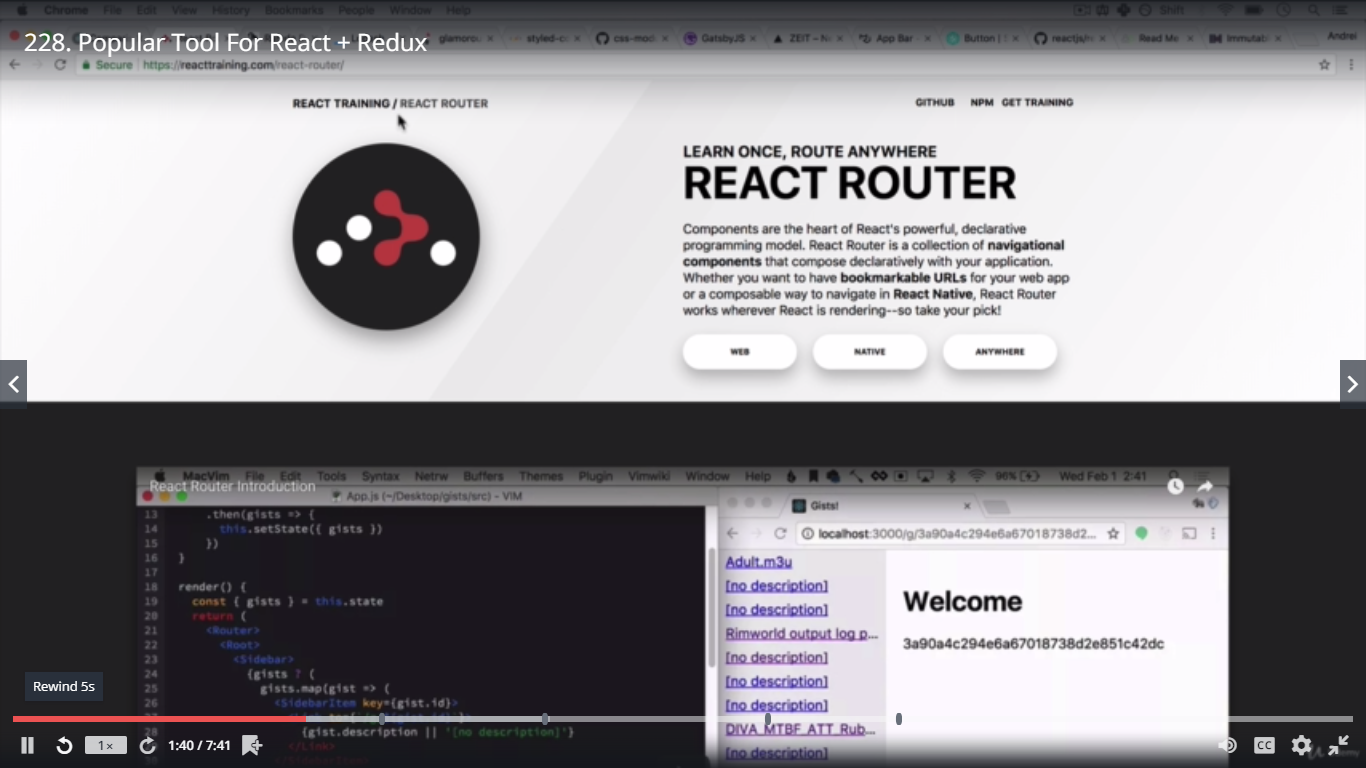 Chrome File Edit View History Bookmarks People Window Help Shift
228. Popular Tool For React + Redux
glamorou styled-co css-mod GatsbyJS ZEIT – N App Bar - Button | reactjs/r Read Me Immutabl Andrei
Secure https://reacttraining.com/react-router/
REACT TRAINING / REACT ROUTER
GITHUB NPM GET TRAINING
LEARN ONCE, ROUTE ANYWHERE
REACT ROUTER
Components are the heart of React's powerful, declarative
programming model. React Router is a collection of navigational
components that compose declaratively with your application.
Whether you want to have bookmarkable URLs for your web app
or a composable way to navigate in React Native, React Router
works wherever React is rendering--so take your pick!
WEB NATIVE ANYWHERE
MacVim File Edit Tools Syntax Netrw Buffers Themes Plugin Vimwiki Window Help 96% Wed Feb 1 2:41
React Router Introduction
App.js (~/Desktop/gists/src) - VIM
13 .then(gists => {
14 this.setState({ gists })
15 })
16 }
17
18 render() {
19 const { gists } = this.state
20 return (
21 <Router>
22 <Root>
23 <Sidebar>
24 {gists ? (
25 gists.map(gist => (
26 <SidebarItem key={gist.id}>
28 {gist.description || '[no description]'}
</Link>
Gists!
localhost:3000/g/3a90a4c294e6a67018738d2...
Adult.m3u
[no description]
[no description]
Rimworld output log p...
[no description]
[no description]
[no description]
DIVA_MTBF_ATT_Rub...
[no description]
Welcome
3a90a4c294e6a67018738d2e851c42dc
Rewind 5s
1x 1:40 / 7:41 CC